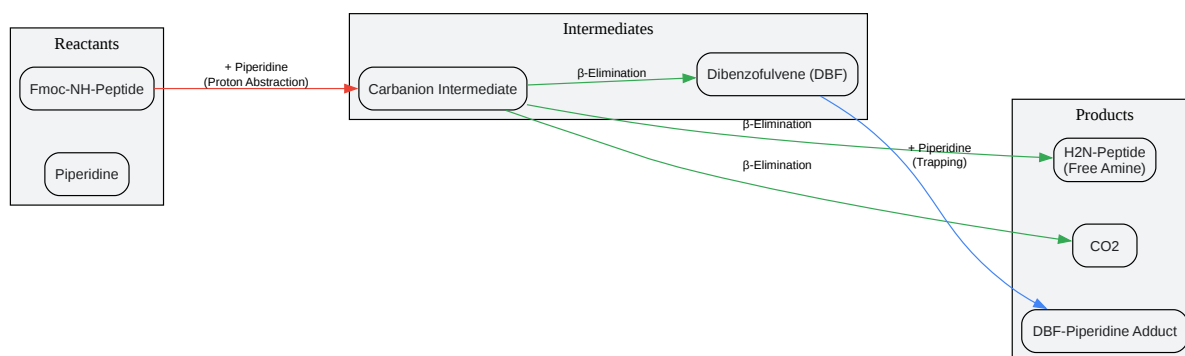 Reactants
Fmoc-NH-Peptide
Piperidine
+ Piperidine
(Proton Abstraction)
Intermediates
Carbanion Intermediate
β-Elimination
Dibenzofulvene (DBF)
β-Elimination
β-Elimination
+ Piperidine
(Trapping)
Products
H2N-Peptide
(Free Amine)
CO2
DBF-Piperidine Adduct